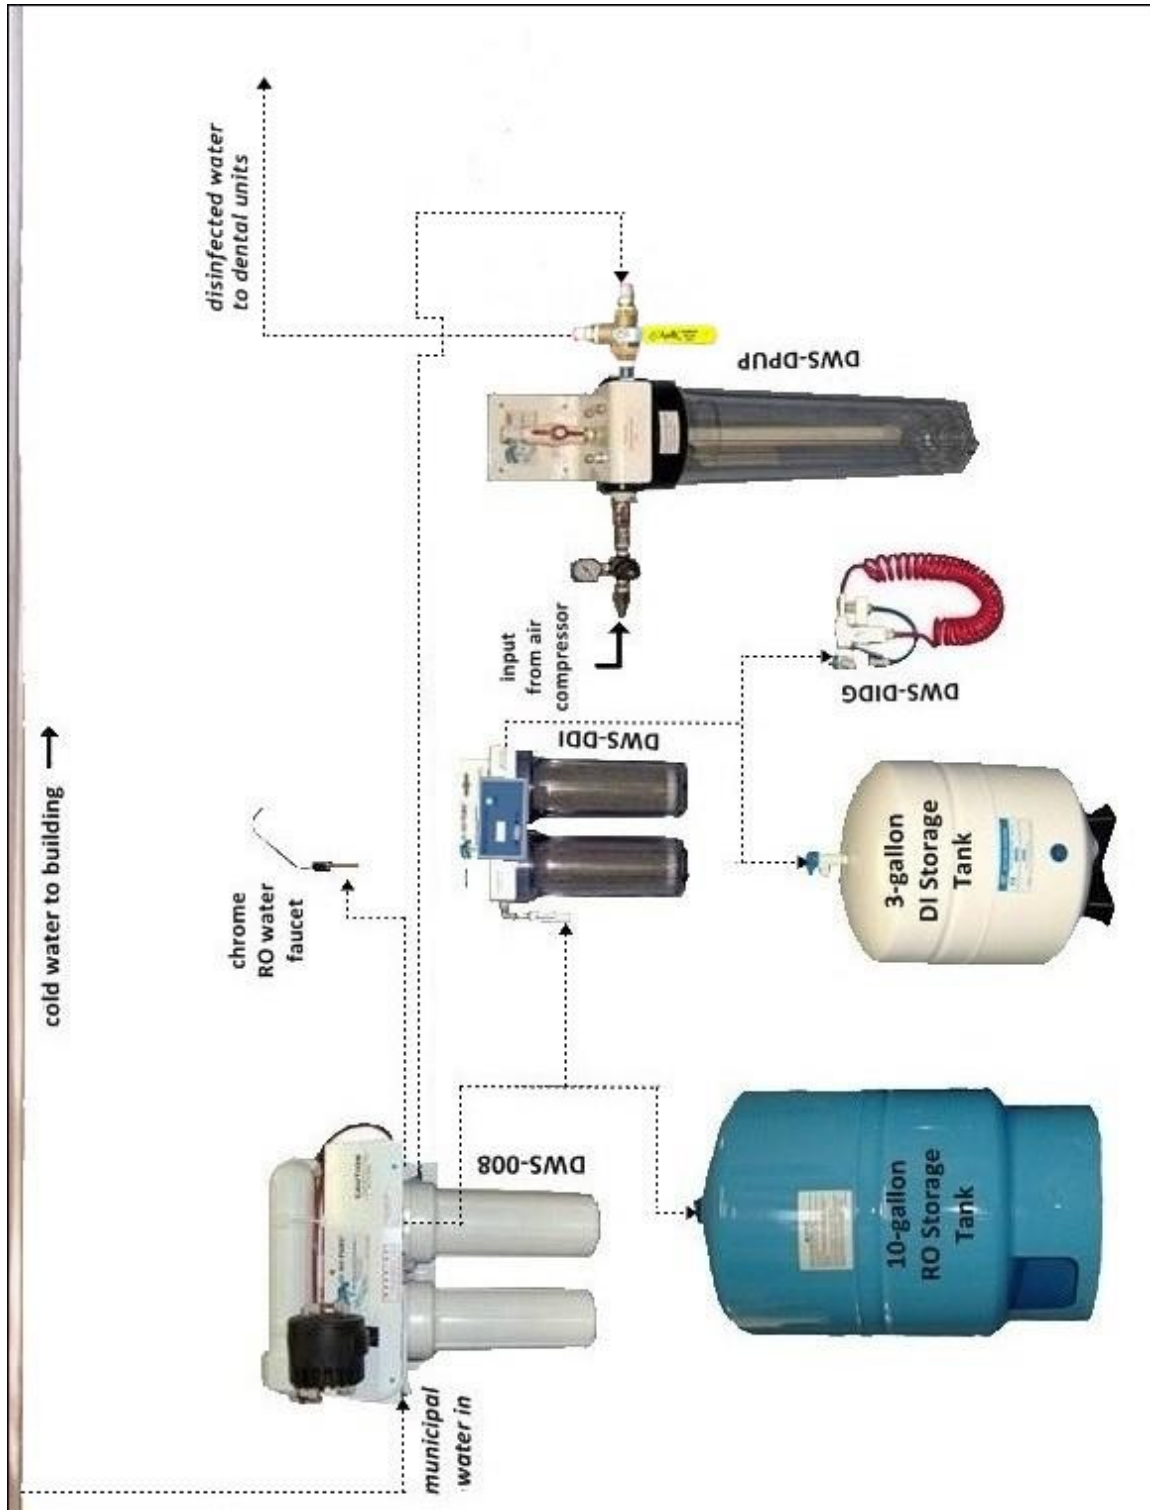 cold water to building
disinfected water
to dental units
chrome
RO water
faucet
municipal
water in
CAUTION
DWS-008
DWS-DDI
input
from air
compressor
DWS-DPUP
DWS-DIDG
10-gallon
RO Storage
Tank
3-gallon
DI Storage
Tank